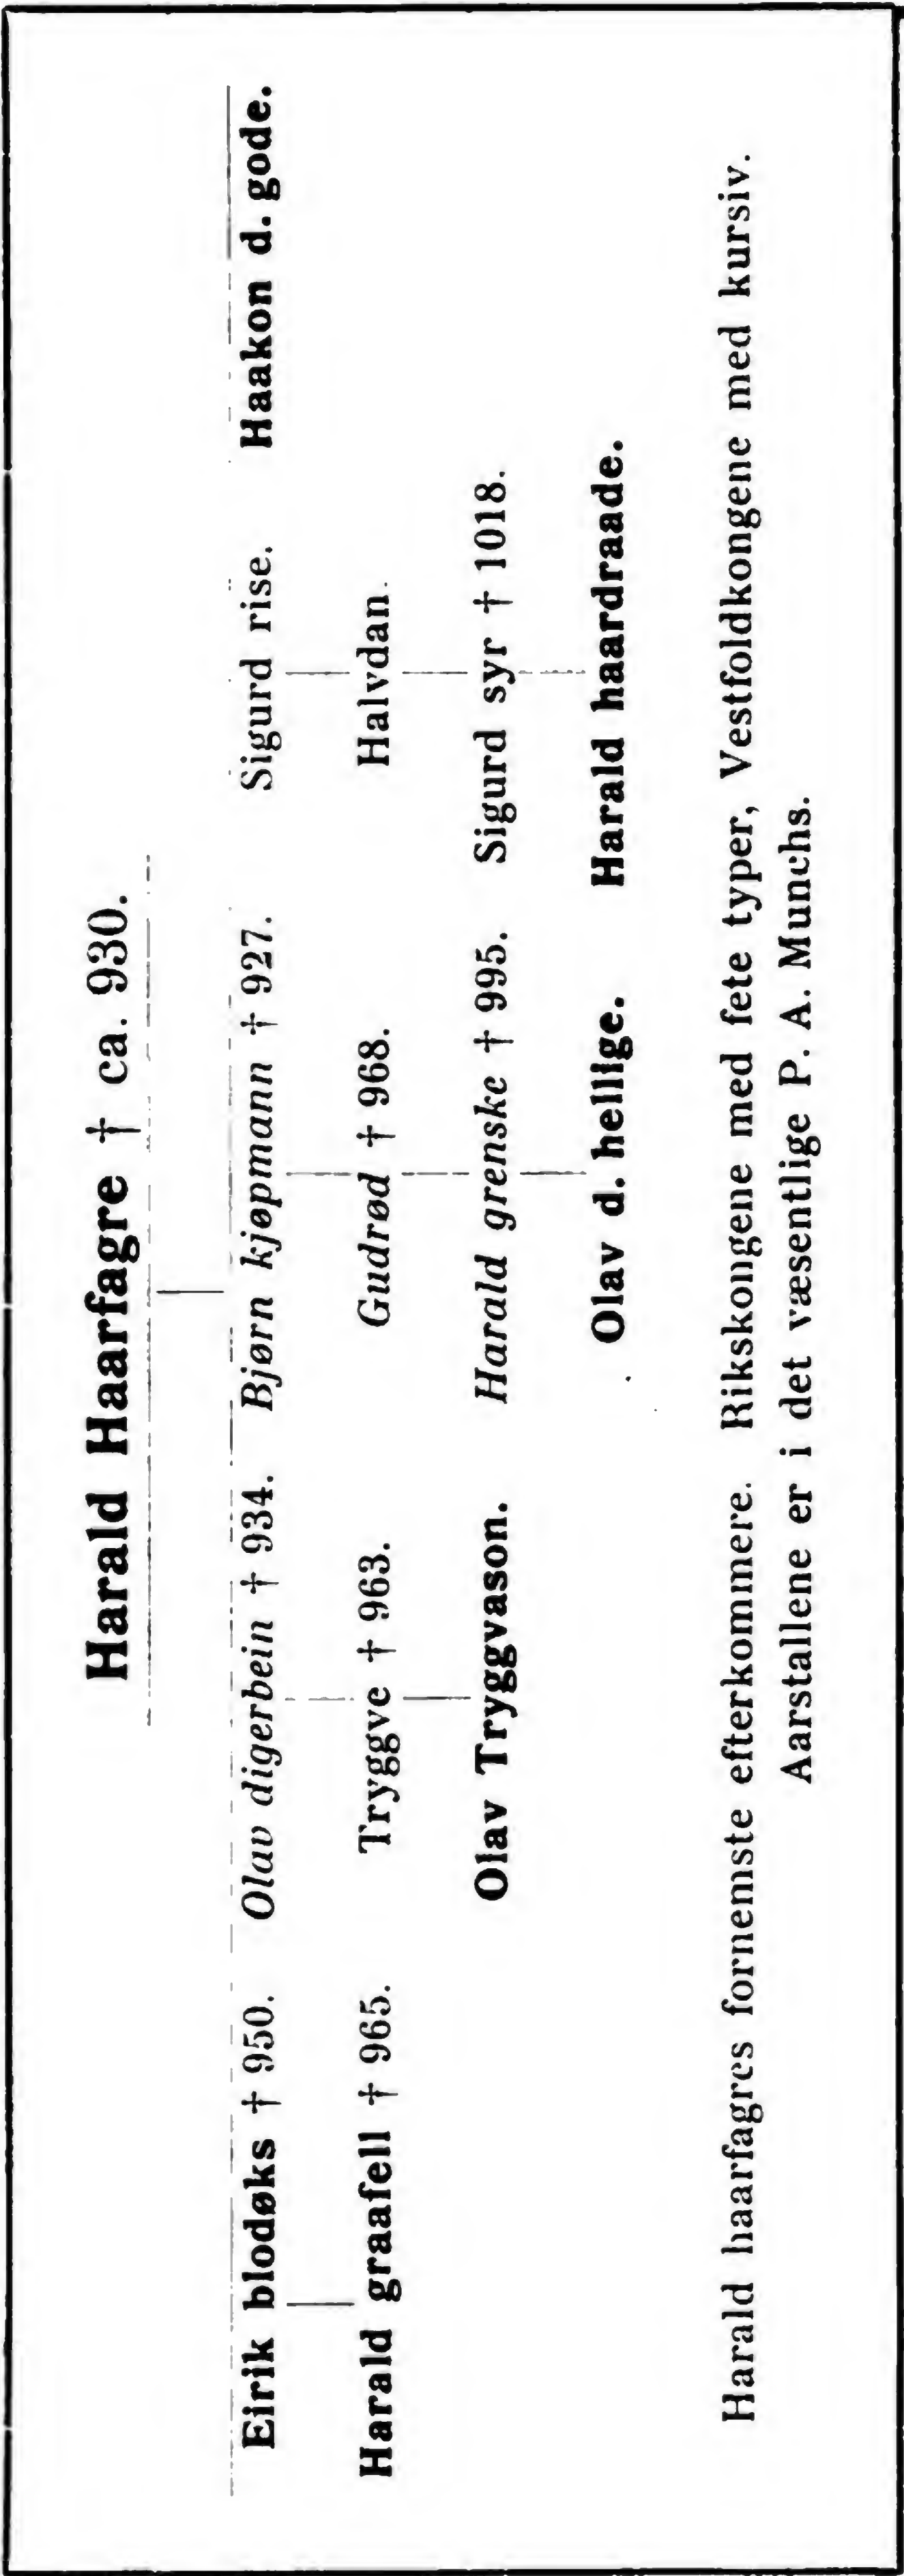 Harald Haarfagre † ca. 930.
Eirik blodøks † 950. Olav digerbein † 934. Bjørn kjøpmann † 927. Sigurd rise. Haakon d. gode.
Harald graafell † 965. Tryggve † 963. Gudrød † 968. Halvdan.
Olav Tryggvason. Harald grenske † 995. Sigurd syr † 1018.
Olav d. hellige. Harald haardraade.
Harald haarfagres fornemste efterkommere. Rikskongene med fete typer, Vestfoldkongene med kursiv.
Aarstallene er i det væsentlige P. A. Munchs.